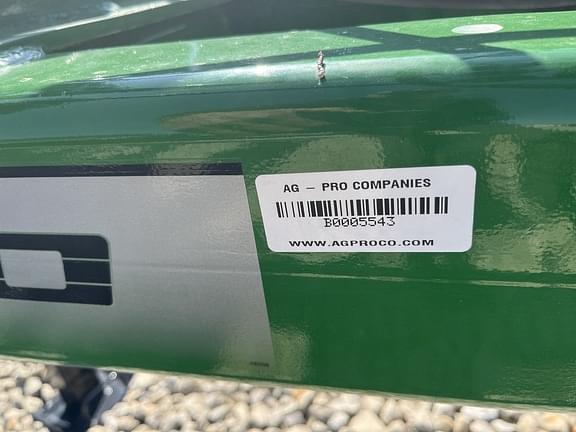 AG – PRO COMPANIES
B0005543
WWW.AGPROCO.COM